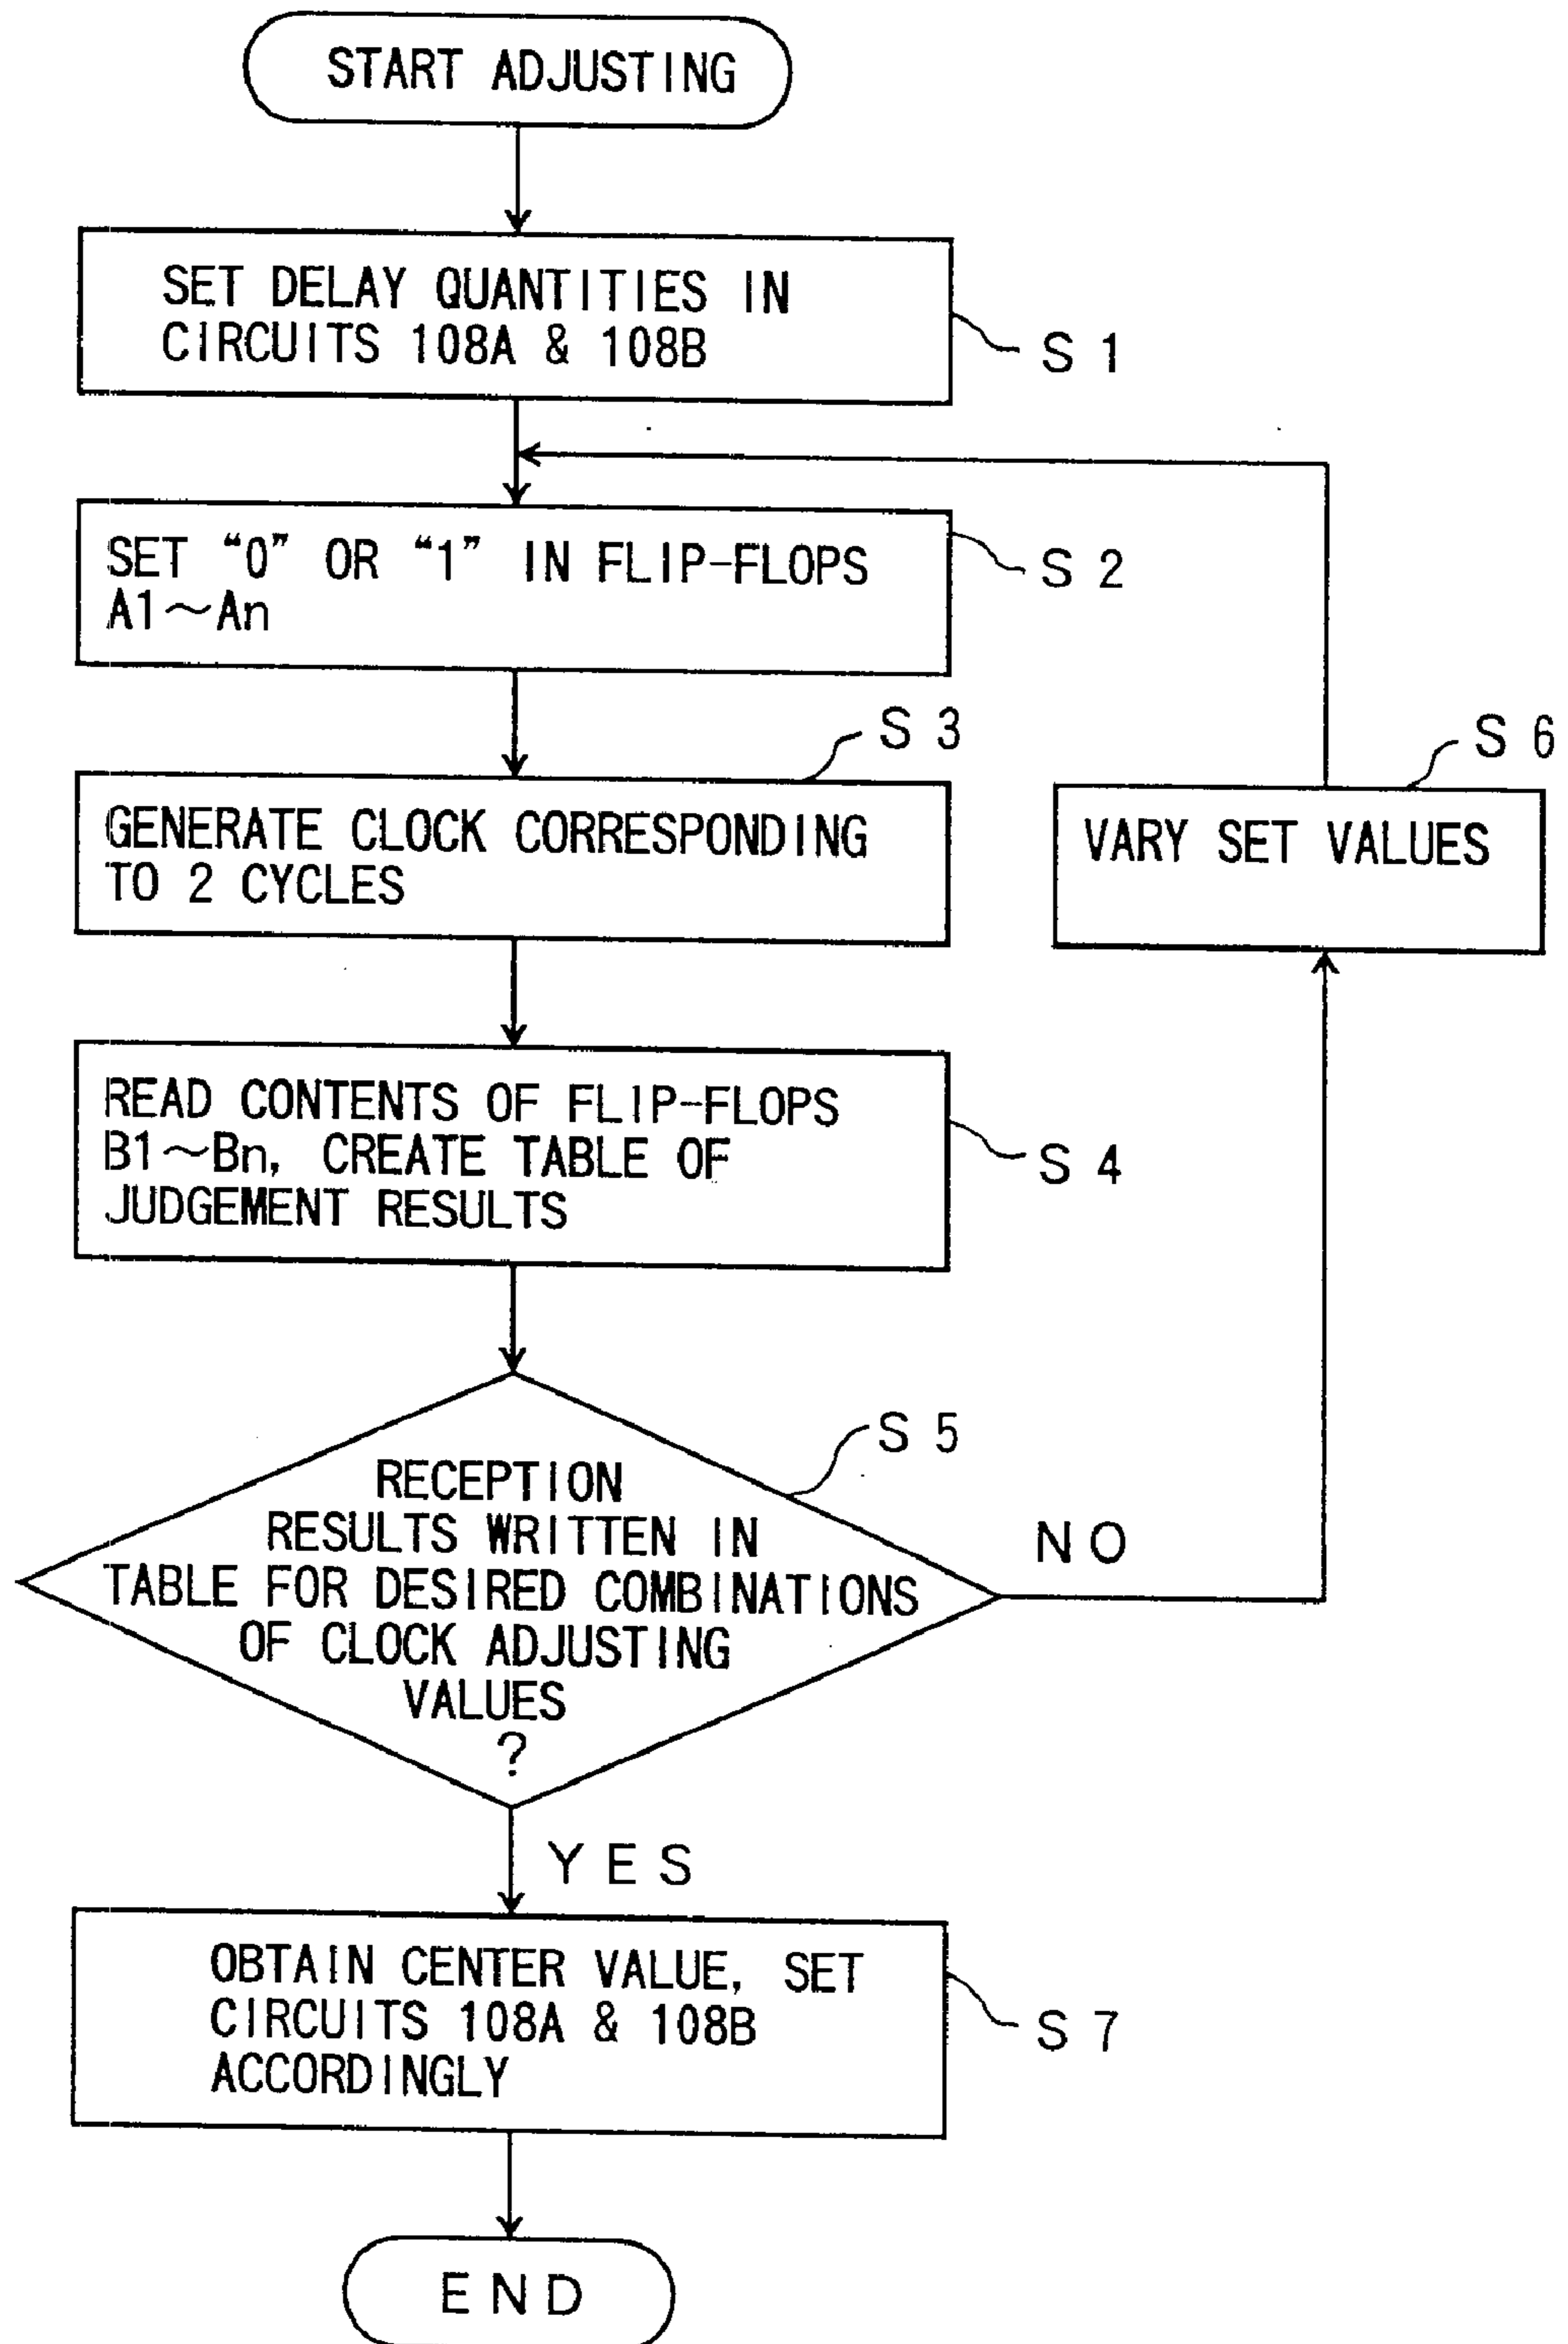 START ADJUSTING
SET DELAY QUANTITIES IN
CIRCUITS 108A & 108B
S 1
SET “0” OR “1” IN FLIP-FLOPS
A1～An
S 2
S 3
GENERATE CLOCK CORRESPONDING
TO 2 CYCLES
S 6
VARY SET VALUES
READ CONTENTS OF FLIP-FLOPS
B1～Bn, CREATE TABLE OF
JUDGEMENT RESULTS
S 4
S 5
RECEPTION
RESULTS WRITTEN IN
TABLE FOR DESIRED COMBINATIONS
OF CLOCK ADJUSTING
VALUES
?
NO
YES
OBTAIN CENTER VALUE, SET
CIRCUITS 108A & 108B
ACCORDINGLY
S 7
END